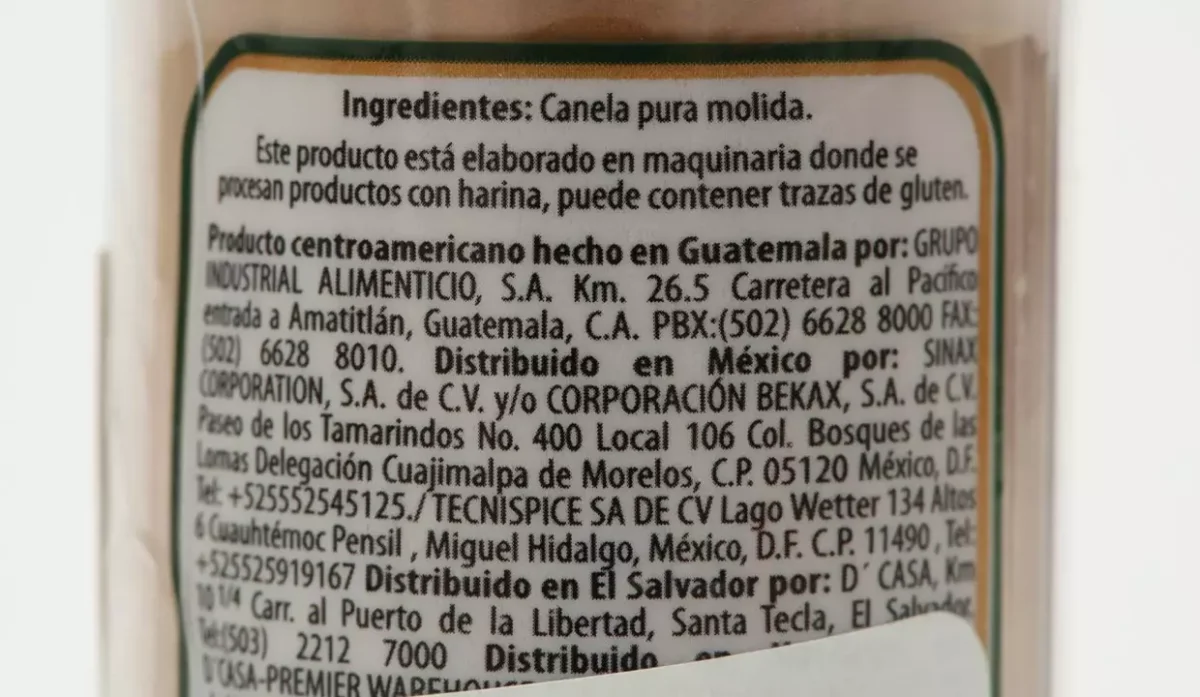 Ingredientes: Canela pura molida.
Este producto está elaborado en maquinaria donde se
procesan productos con harina, puede contener trazas de gluten.
Producto centroamericano hecho en Guatemala por: GRUPO
INDUSTRIAL ALIMENTICIO, S.A. Km. 26.5 Carretera al Pacífico
entrada a Amatitlán, Guatemala, C.A. PBX:(502) 6628 8000 FAX:
(502) 6628 8010. Distribuido en México por: SINAX
CORPORATION, S.A. de C.V. y/o CORPORACIÓN BEKAX, S.A. de C.V.
Paseo de los Tamarindos No. 400 Local 106 Col. Bosques de las
Lomas Delegación Cuajimalpa de Morelos, C.P. 05120 México, D.F.
Tel: +525552545125./ TECNISPICE SA DE CV Lago Wetter 134 Altos
6 Cuauhtémoc Pensil , Miguel Hidalgo, México, D.F. C.P. 11490, Tel:
+525525919167 Distribuido en El Salvador por: D´ CASA, Km
10 1/4 Carr. al Puerto de la Libertad, Santa Tecla, El Salvador,
Tel:(503) 2212 7000 Distribuido en
D'CASA-PREMIER